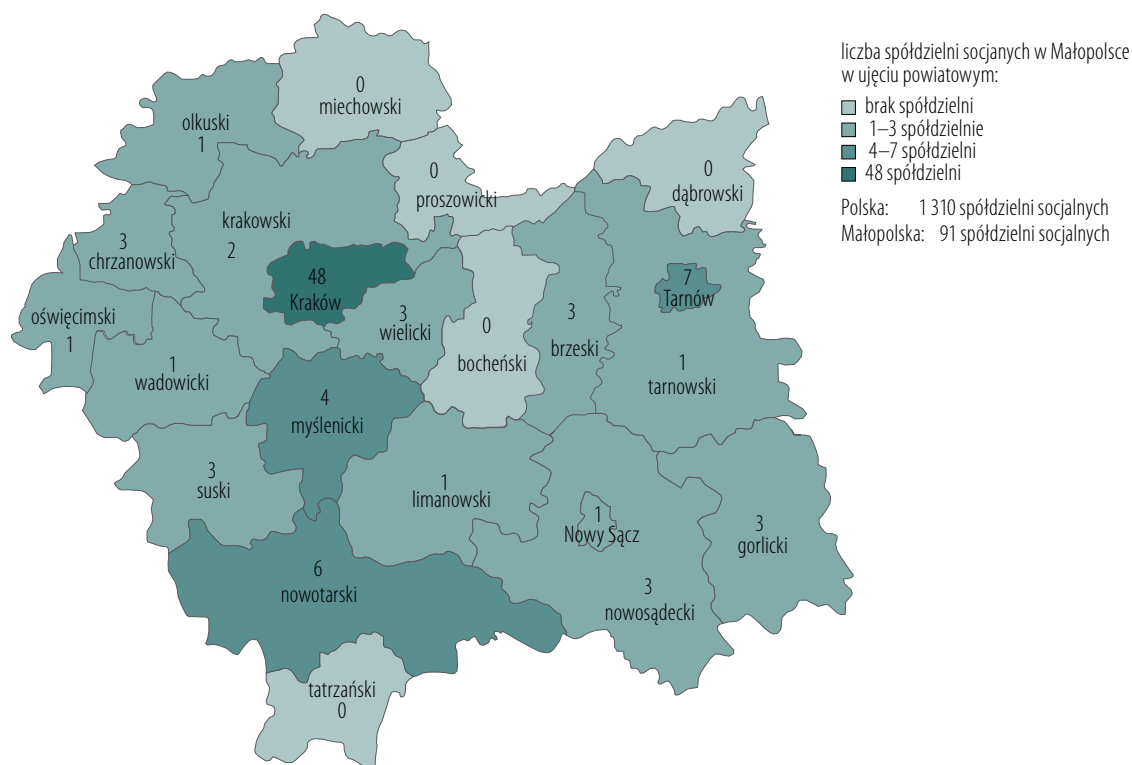 liczba spółdzielni socjanych w Małopolsce
w ujęciu powiatowym:
brak spółdzielni
1–3 spółdzielnie
4–7 spółdzielni
48 spółdzielni
Polska: 1 310 spółdzielni socjalnych
Małopolska: 91 spółdzielni socjalnych
0
miechowski
olkuski
1
0
proszowicki
0
dąbrowski
krakowski
2
3
chrzanowski
48
Kraków
7
Tarnów
oświęcimski
1
3
wielicki
0
bocheński
3
brzeski
1
wadowicki
1
tarnowski
4
myślenicki
3
suski
1
limanowski
1
Nowy Sącz
3
gorlicki
6
nowotarski
3
nowosądecki
tatrzański
0